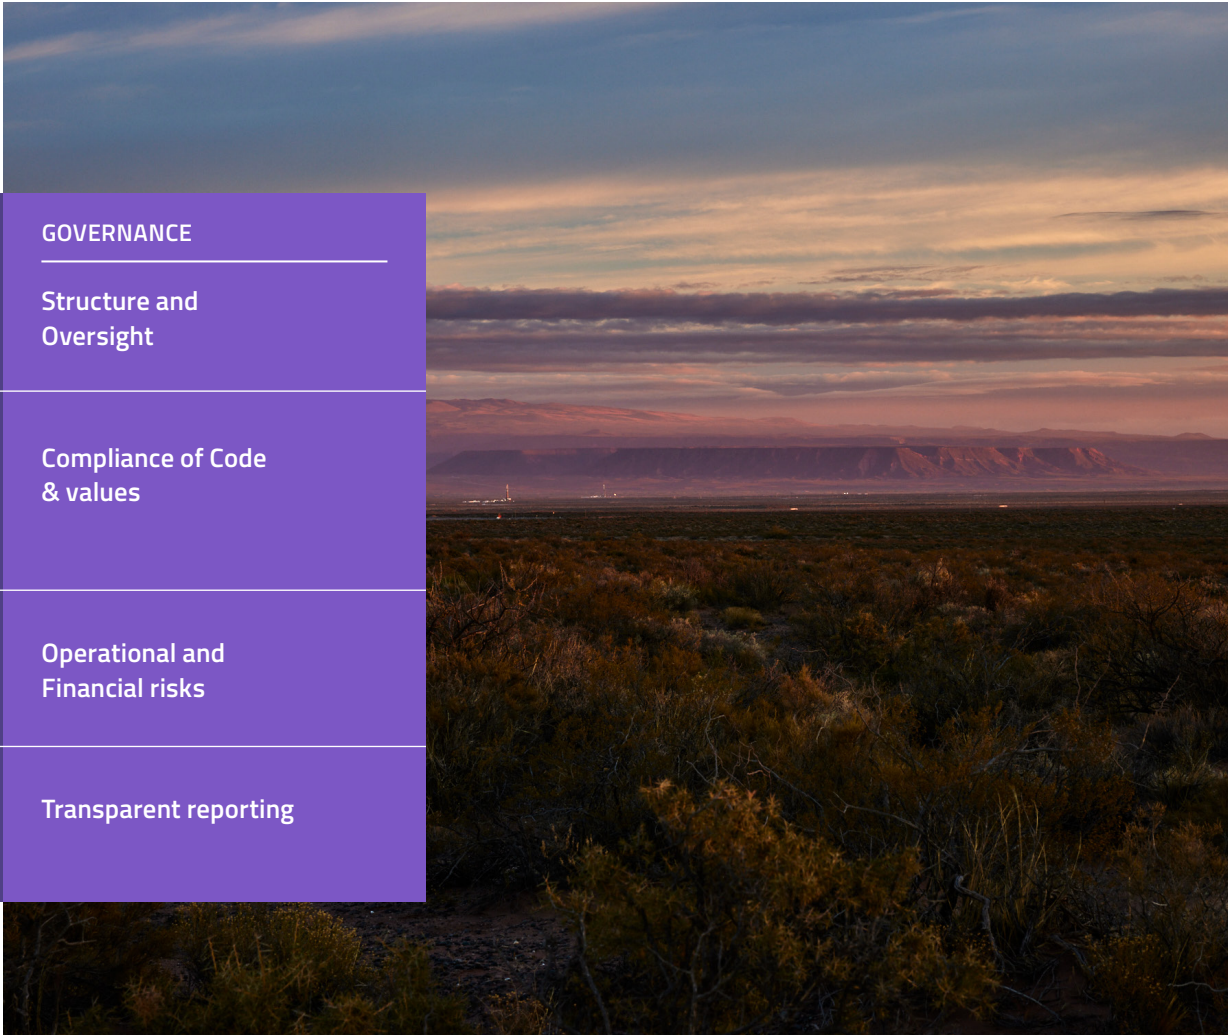 GOVERNANCE
Structure and
Oversight
Compliance of Code
& values
Operational and
Financial risks
Transparent reporting